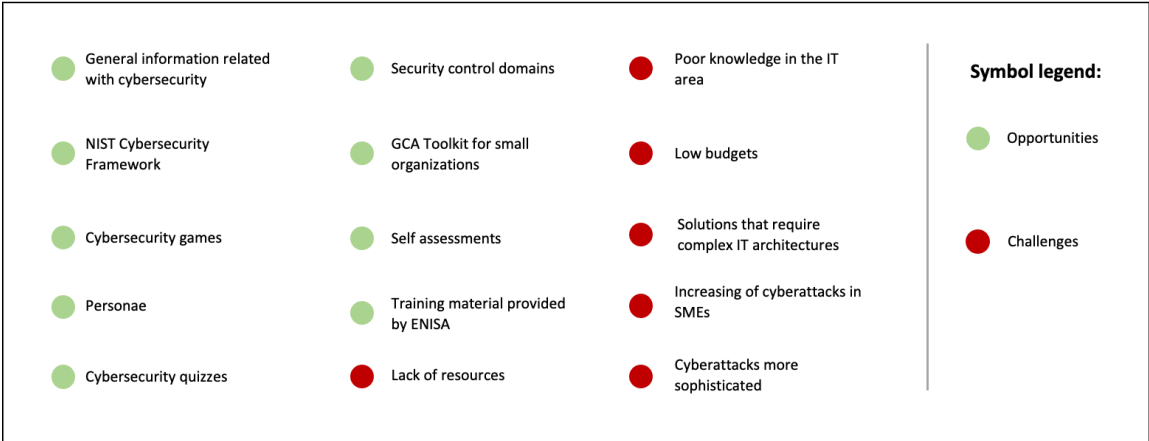 General information related
with cybersecurity
NIST Cybersecurity
Framework
Cybersecurity games
Personae
Cybersecurity quizzes
Security control domains
GCA Toolkit for small
organizations
Self assessments
Training material provided
by ENISA
Lack of resources
Poor knowledge in the IT
area
Low budgets
Solutions that require
complex IT architectures
Increasing of cyberattacks in
SMEs
Cyberattacks more
sophisticated
Symbol legend:
Opportunities
Challenges